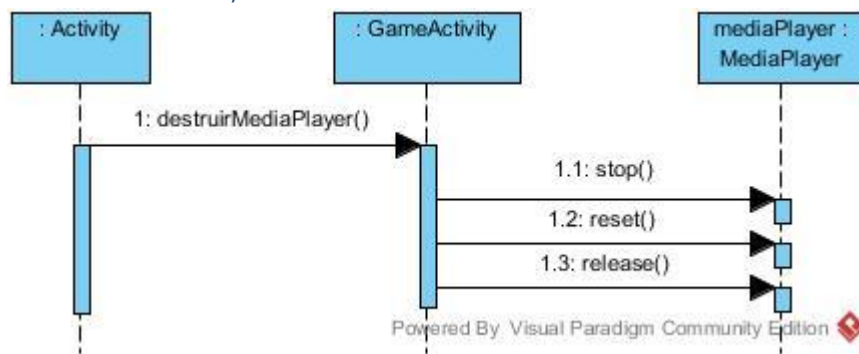 : Activity
: GameActivity
mediaPlayer :
MediaPlayer
1: destruirMediaPlayer()
1.1: stop()
1.2: reset()
1.3: release()
Powered By Visual Paradigm Community Edition